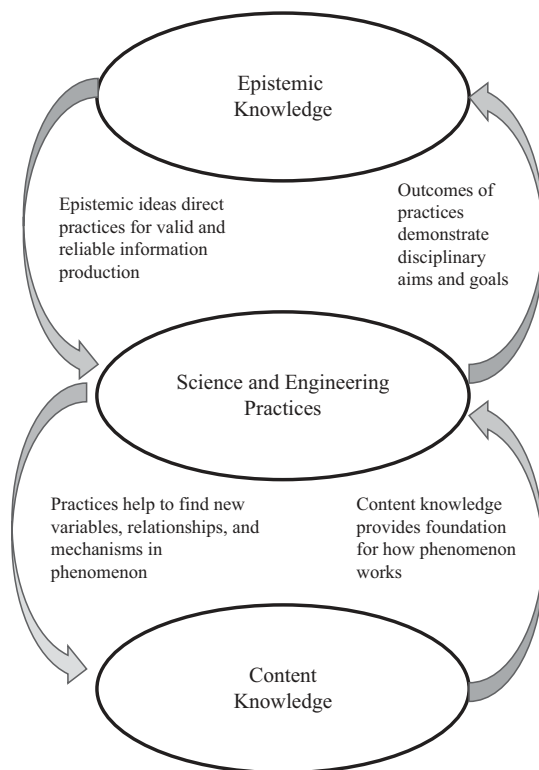 Epistemic
Knowledge
Epistemic ideas direct
practices for valid and
reliable information
production
Outcomes of
practices
demonstrate
disciplinary
aims and goals
Science and Engineering
Practices
Practices help to find new
variables, relationships, and
mechanisms in
phenomenon
Content knowledge
provides foundation
for how phenomenon
works
Content
Knowledge